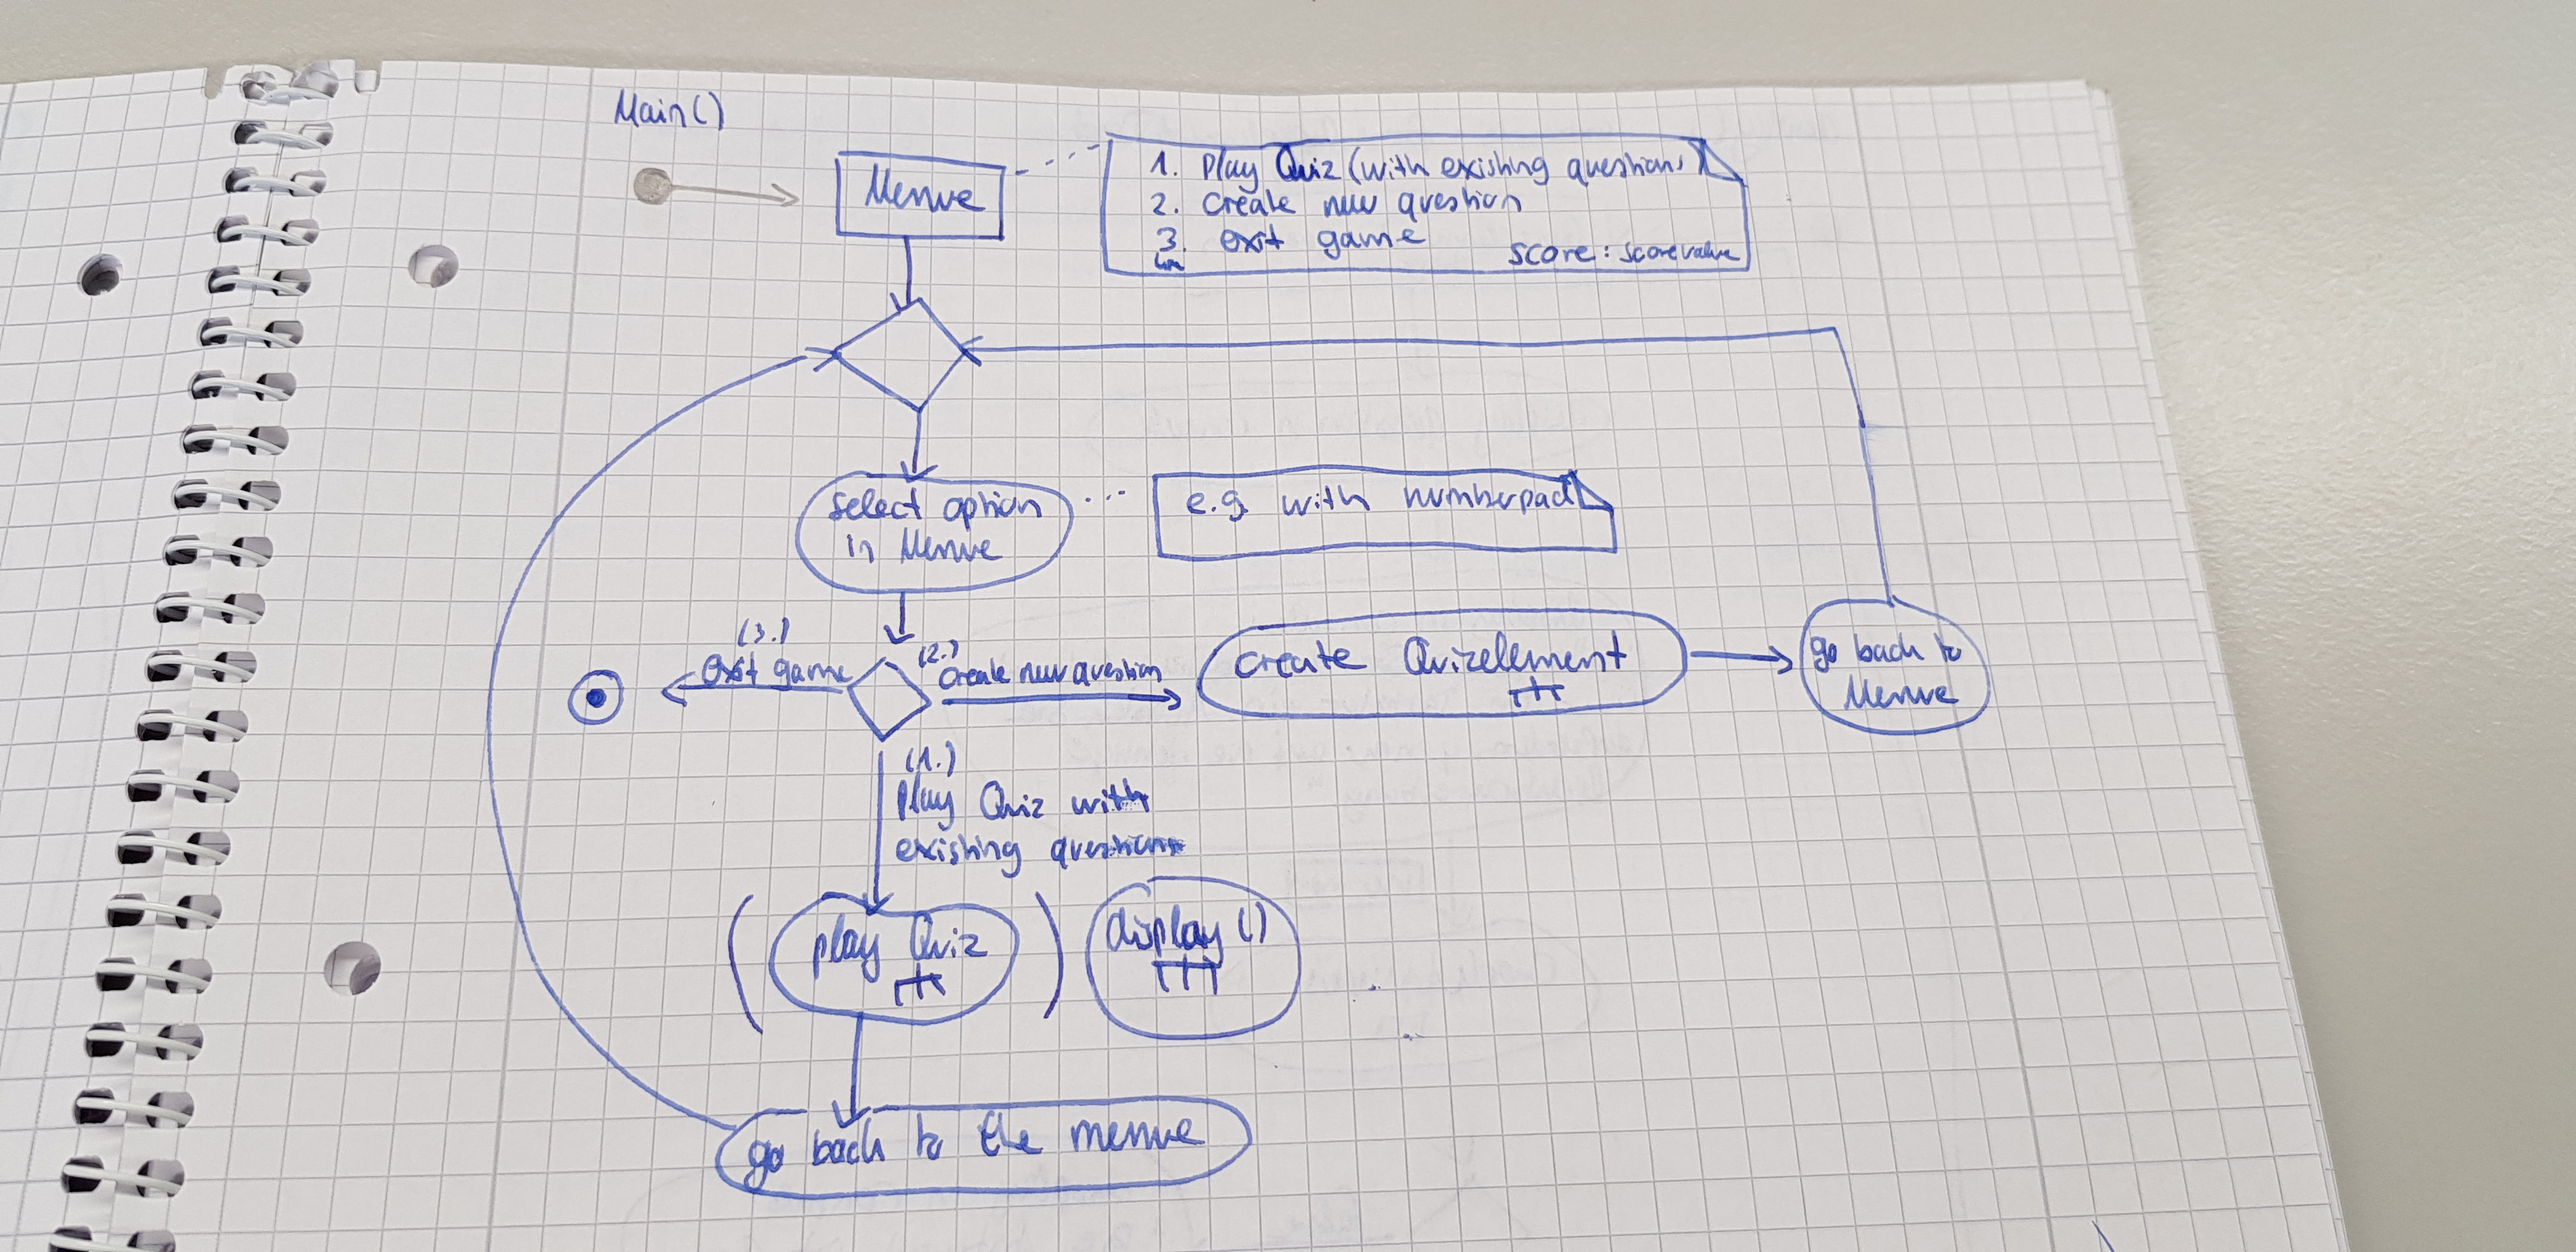 Main()
Menue
1. Play Quiz (with existing questions)
2. create new question
3. exit game
score: scorevalue
select option
in Menue
e.g. with numberpad
(3.)
exit game
(2.)
create new question
create Quizelement
go back to
Menue
(1.)
Play Quiz with
existing questions
(play Quiz)
display()
go back to the menue